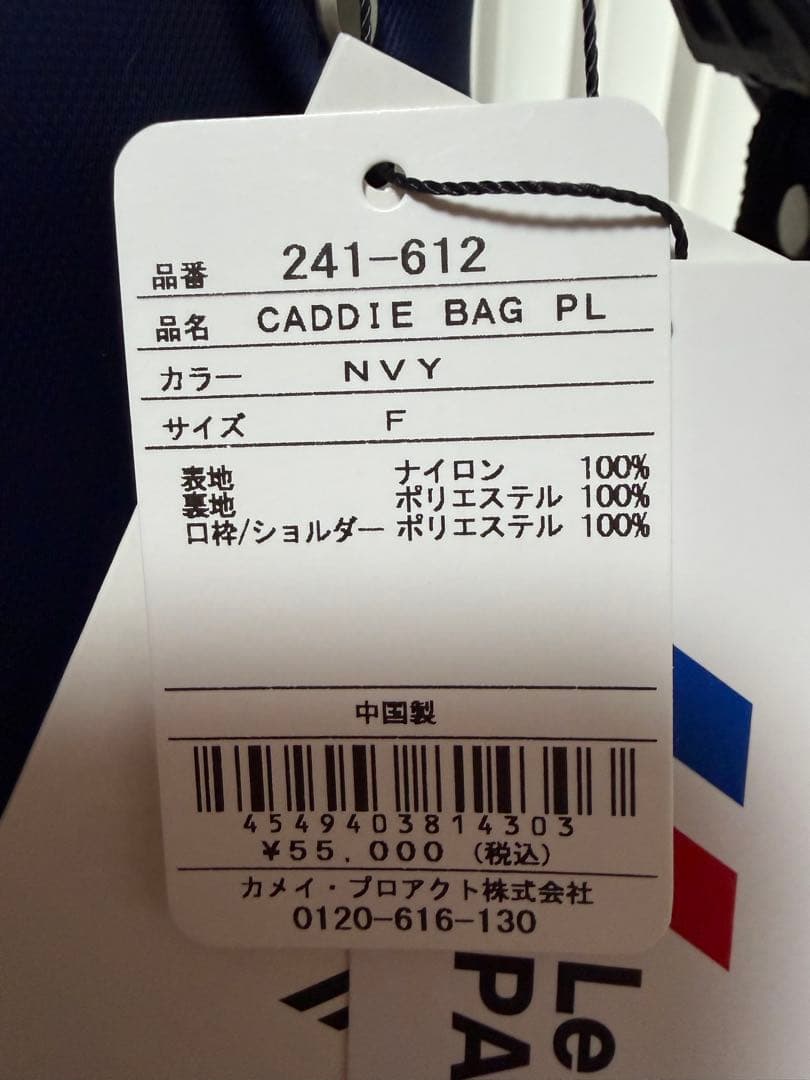 品番 241-612
品名 CADDIE BAG PL
カラー NVY
サイズ F
表地 ナイロン 100%
裏地 ポリエステル 100%
口枠/ショルダー ポリエステル 100%
中国製
4549403814303
¥55,000 (税込)
カメイ・プロアクト株式会社
0120-616-130
Le
PA